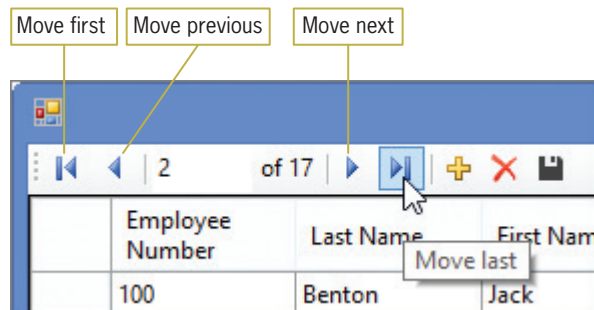 Move first Move previous Move next
2 of 17
Employee Number Last Name First Nam
Move last
100 Benton Jack